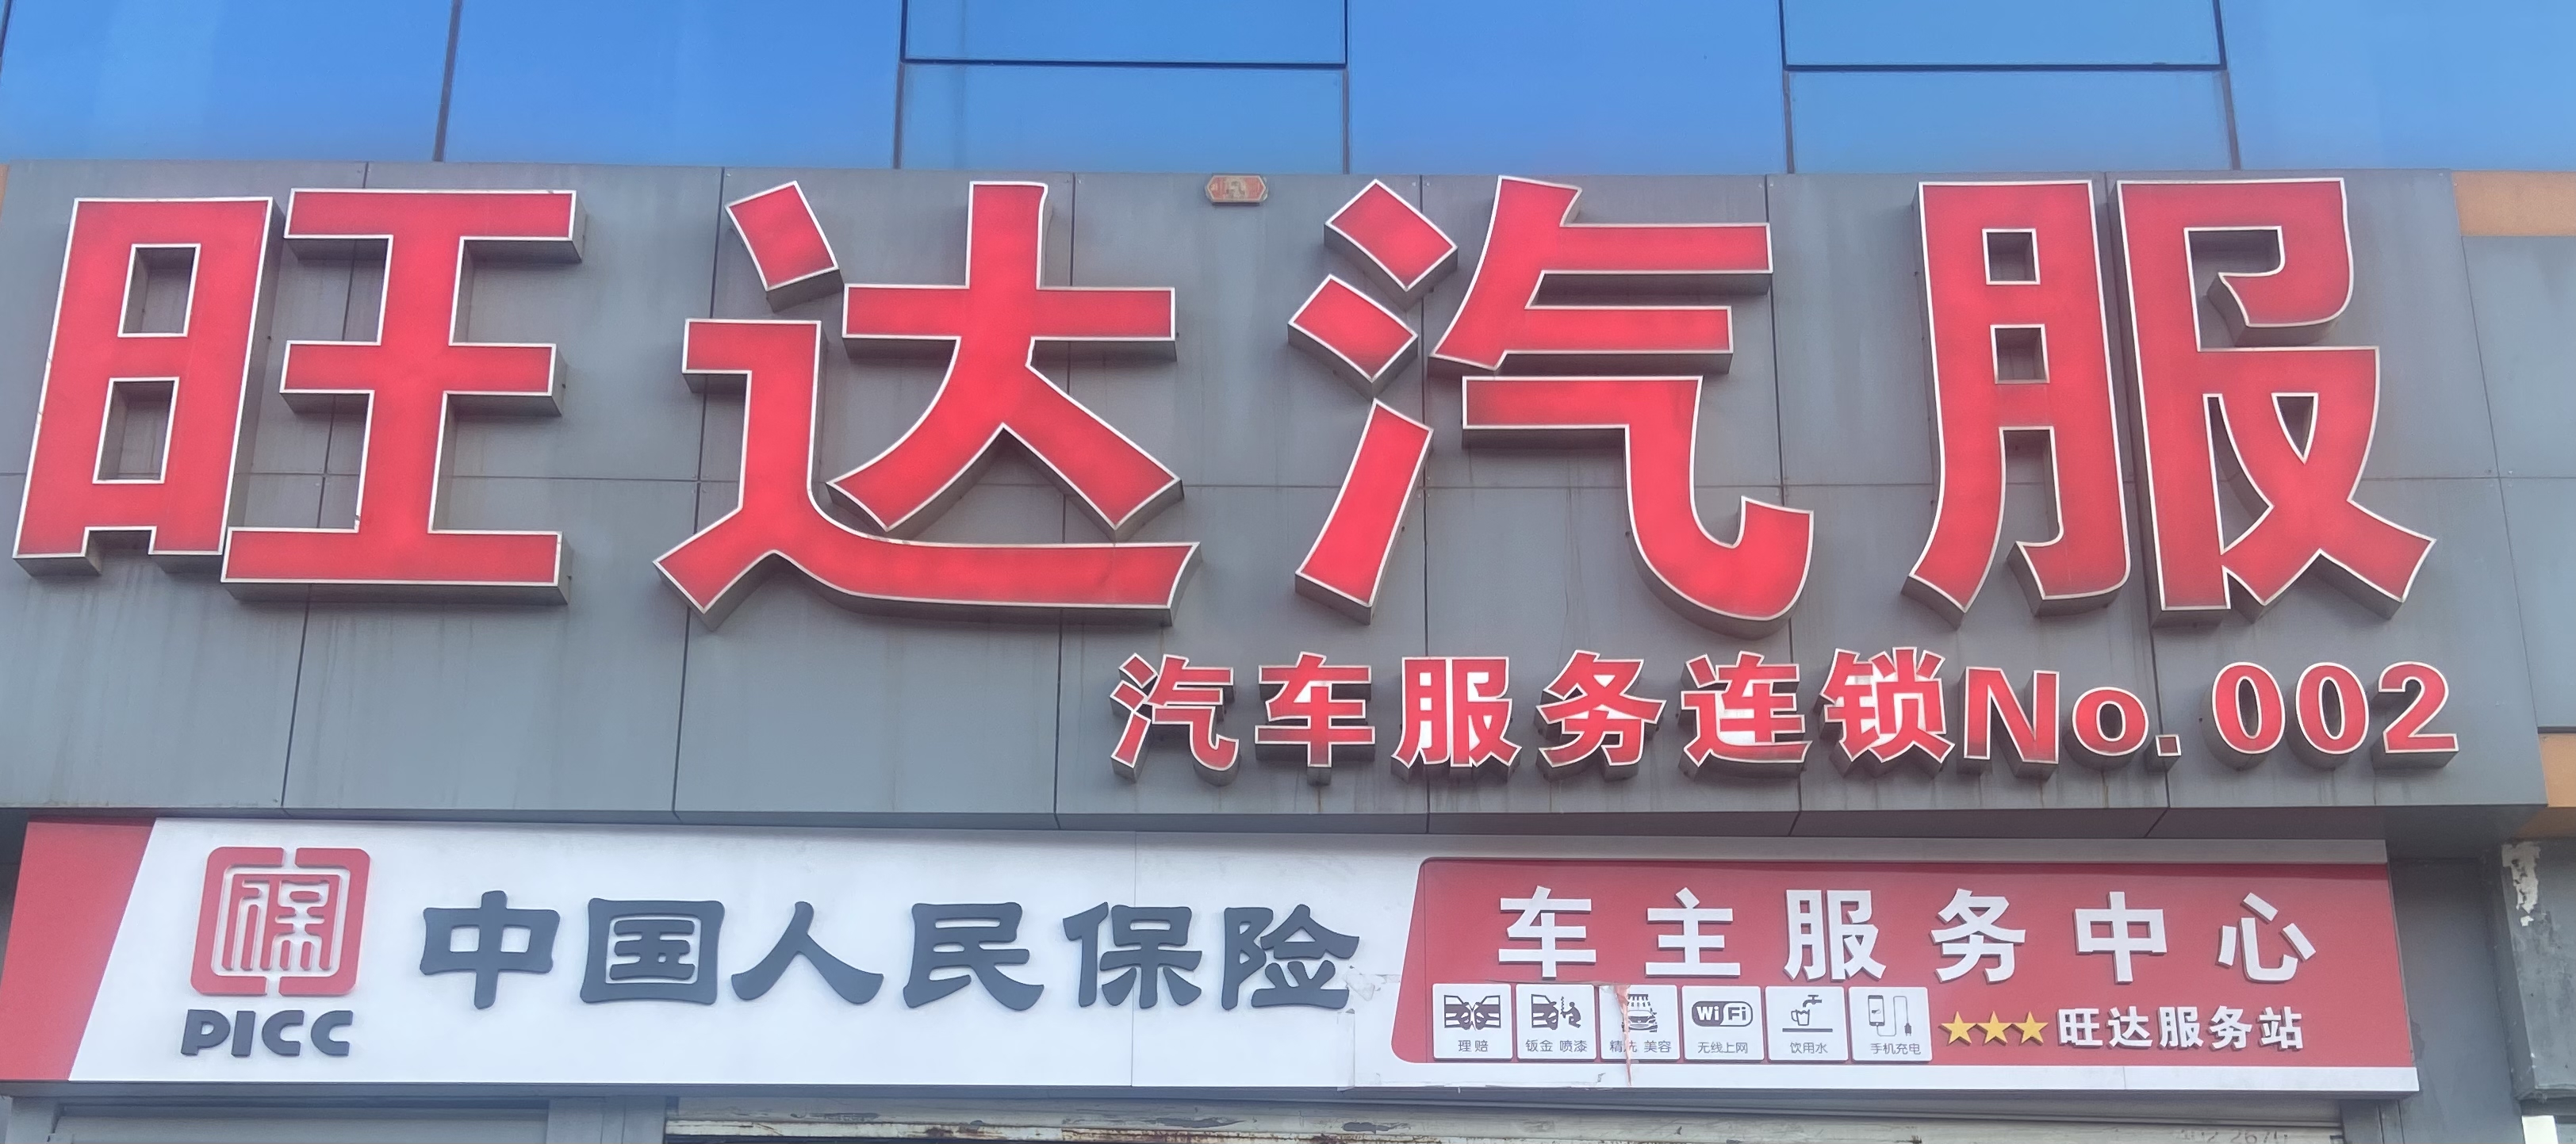 旺达汽服
汽车服务连锁No.002
中国人民保险
PICC
车主服务中心
理赔 钣金 喷漆 精洗 美容 WiFi 无线上网 饮用水 手机充电
★★★旺达服务站